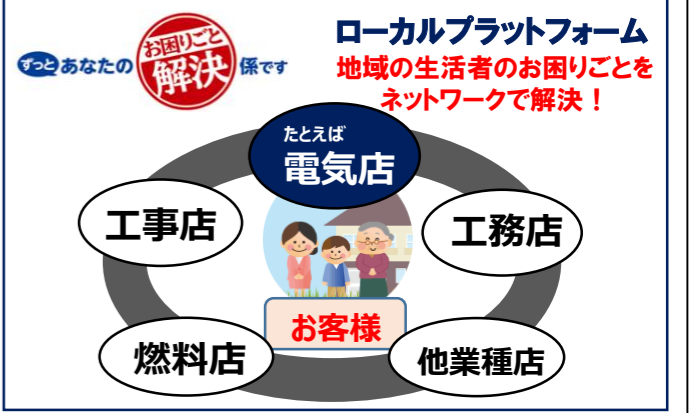 ずっとあなたの お困りごと解決 係です
ローカルプラットフォーム
地域の生活者のお困りごとを
ネットワークで解決！
たとえば
電気店
工事店
工務店
お客様
燃料店
他業種店